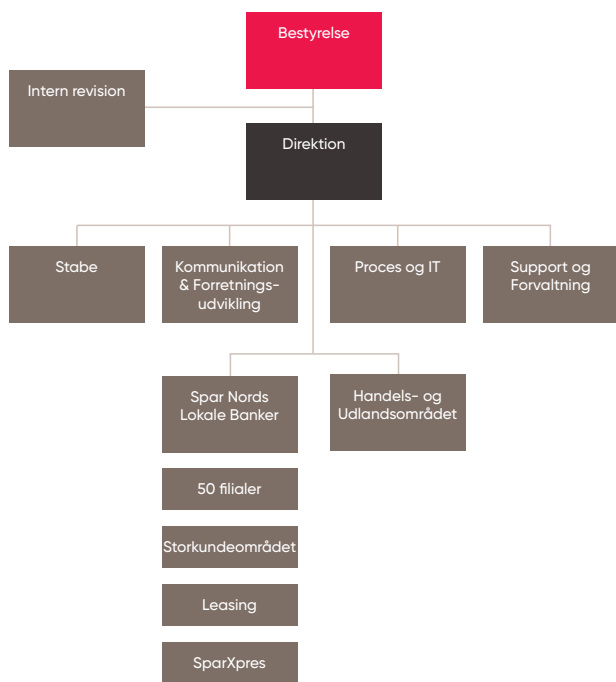 Bestyrelse
Intern revision
Direktion
Stabe
Kommunikation
& Forretnings-
udvikling
Proces og IT
Support og
Forvaltning
Spar Nords
Lokale Banker
Handels- og
Udlandsområdet
50 filialer
Storkundeområdet
Leasing
SparXpres